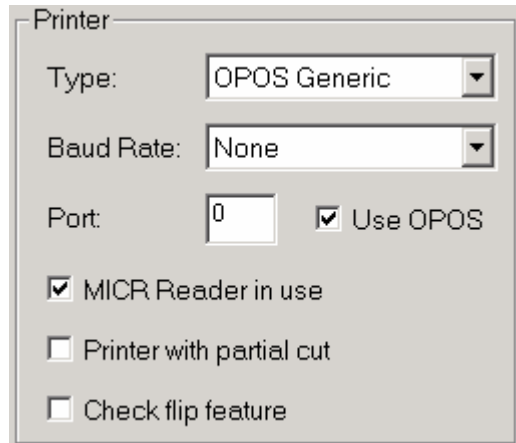 Printer
Type: OPOS Generic
Baud Rate: None
Port: 0 Use OPOS
MICR Reader in use
Printer with partial cut
Check flip feature